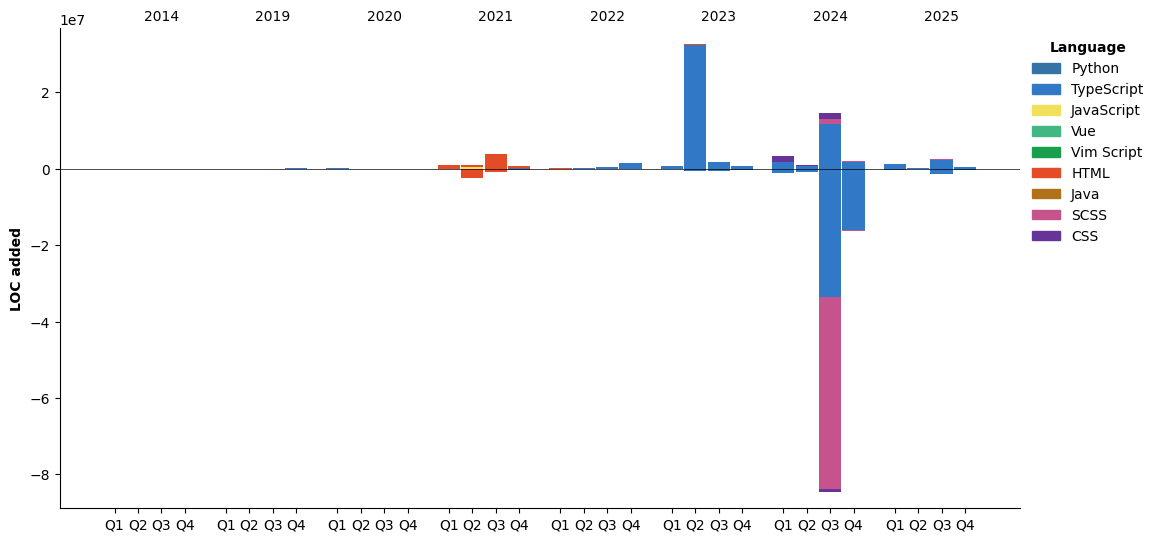 2014 2019 2020 2021 2022 2023 2024 2025
1e7
2
0
−2
−4
−6
−8
LOC added
Q1 Q2 Q3 Q4 Q1 Q2 Q3 Q4 Q1 Q2 Q3 Q4 Q1 Q2 Q3 Q4 Q1 Q2 Q3 Q4 Q1 Q2 Q3 Q4 Q1 Q2 Q3 Q4 Q1 Q2 Q3 Q4
Language
Python
TypeScript
JavaScript
Vue
Vim Script
HTML
Java
SCSS
CSS